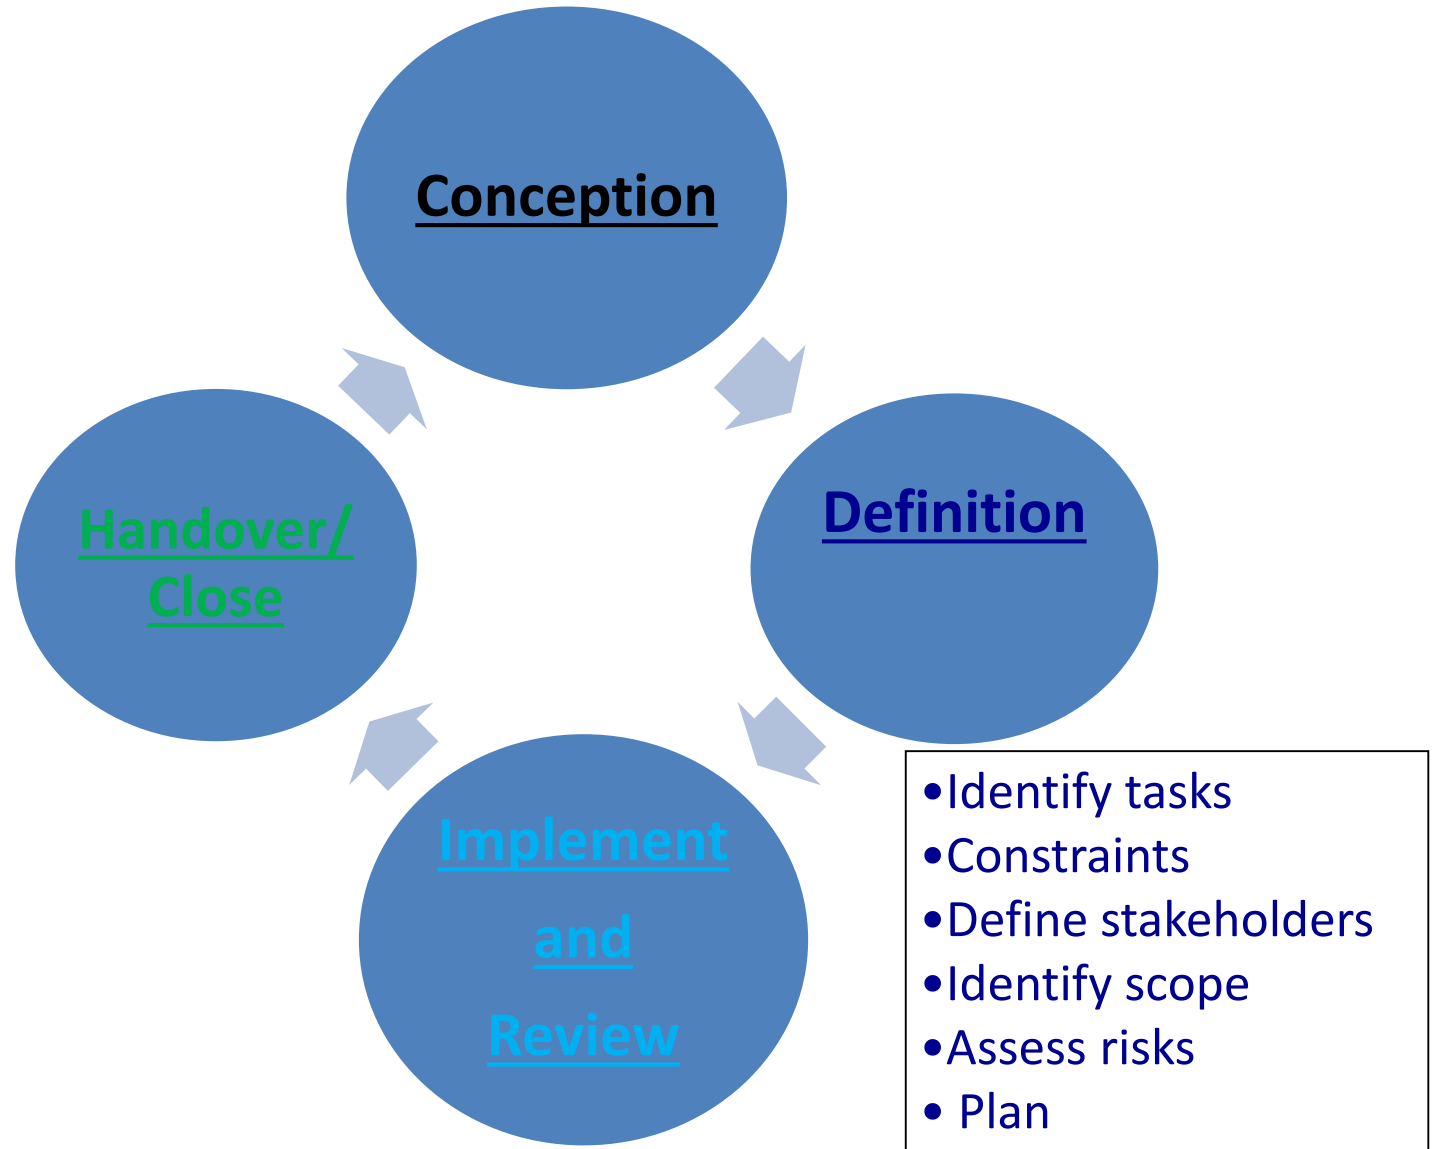 Conception
Definition
Handover/
Close
Implement
and
Review
•Identify tasks
•Constraints
•Define stakeholders
•Identify scope
•Assess risks
• Plan